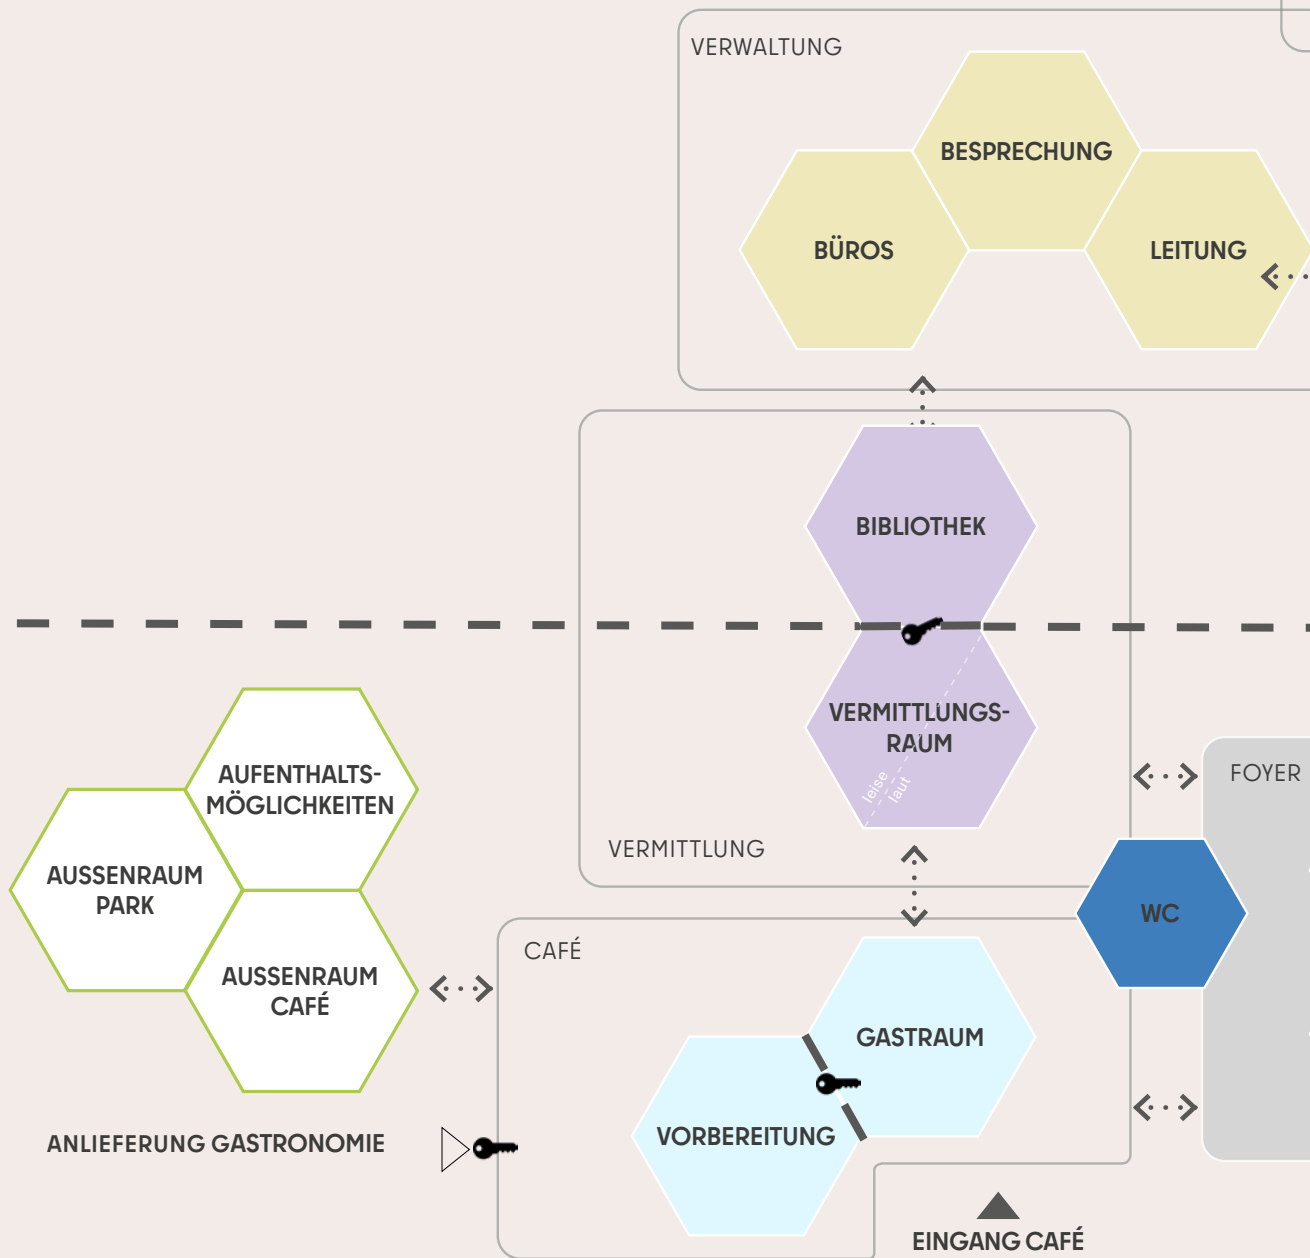 VERWALTUNG
BESPRECHUNG
BÜROS
LEITUNG
BIBLIOTHEK
VERMITTLUNGS-
RAUM
leise
laut
VERMITTLUNG
FOYER
AUFENTHALTS-
MÖGLICHKEITEN
AUSSENRAUM
PARK
AUSSENRAUM
CAFÉ
WC
CAFÉ
GASTRAUM
VORBEREITUNG
ANLIEFERUNG GASTRONOMIE
EINGANG CAFÉ